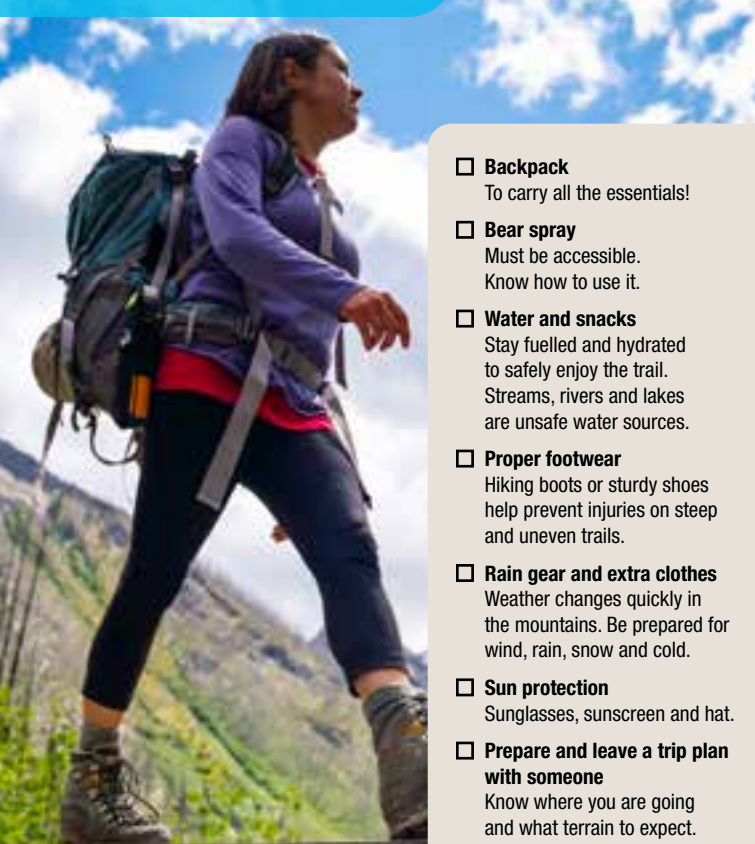 Backpack
To carry all the essentials!
Bear spray
Must be accessible.
Know how to use it.
Water and snacks
Stay fuelled and hydrated
to safely enjoy the trail.
Streams, rivers and lakes
are unsafe water sources.
Proper footwear
Hiking boots or sturdy shoes
help prevent injuries on steep
and uneven trails.
Rain gear and extra clothes
Weather changes quickly in
the mountains. Be prepared for
wind, rain, snow and cold.
Sun protection
Sunglasses, sunscreen and hat.
Prepare and leave a trip plan
with someone
Know where you are going
and what terrain to expect.